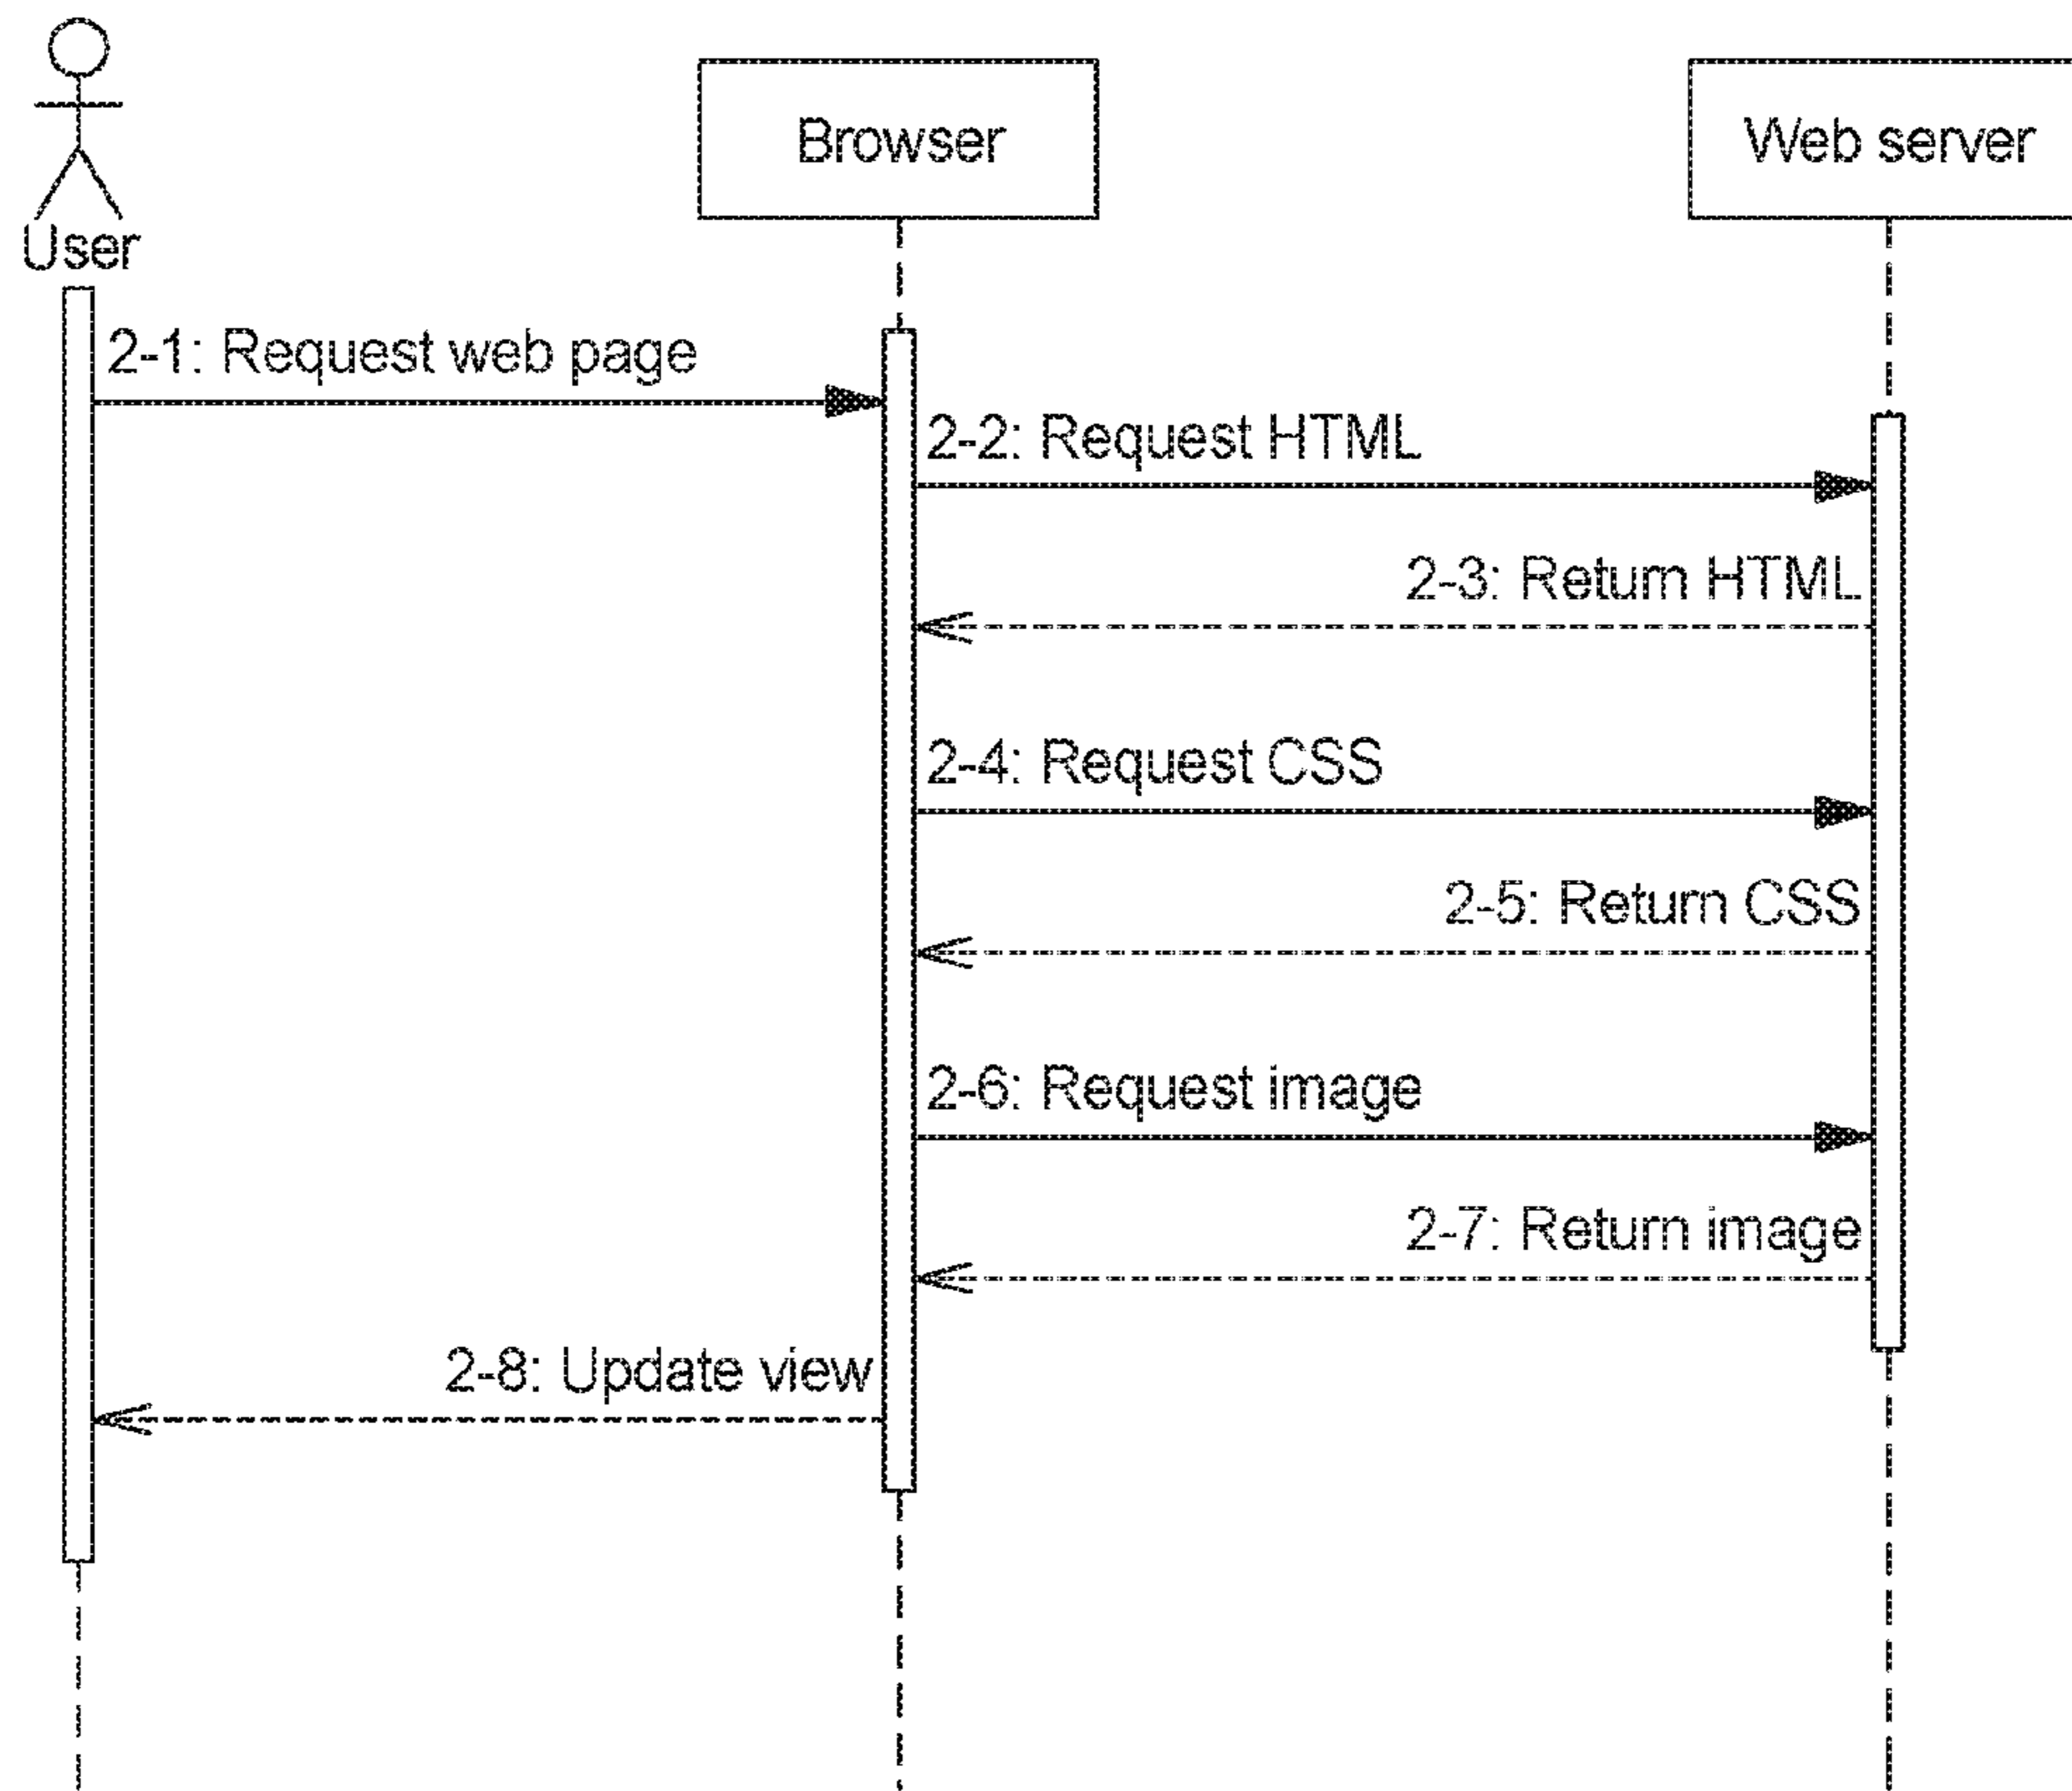 User
Browser
Web server
2-1: Request web page
2-2: Request HTML
2-3: Return HTML
2-4: Request CSS
2-5: Return CSS
2-6: Request image
2-7: Return image
2-8: Update view